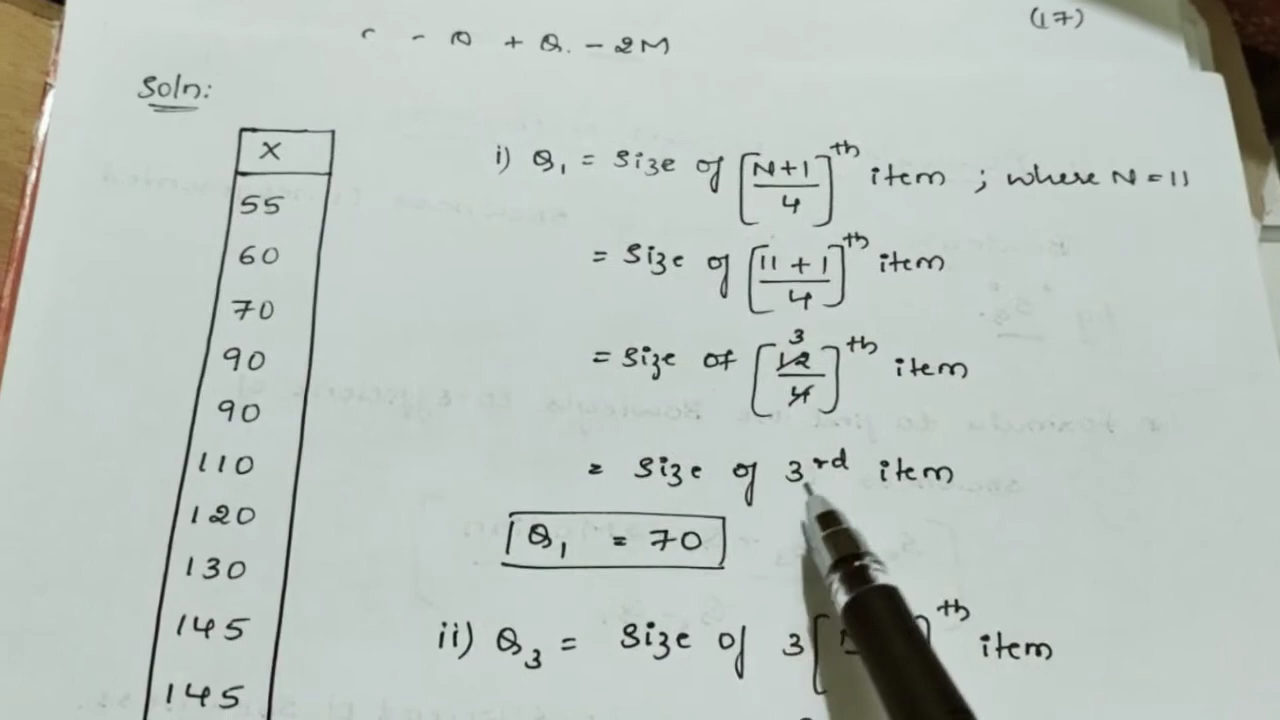 (17)
+ Q. - 2M
Soln:
X
55
60
70
90
90
110
120
130
145
145
i) Q₁ = Size of [N+1/4]th item ; where N = 11
= Size of [11+1/4]th item
= Size of [12/4]th item
3
= Size of 3rd item
Q₁ = 70
ii) Q₃ = Size of 3[ ]th item